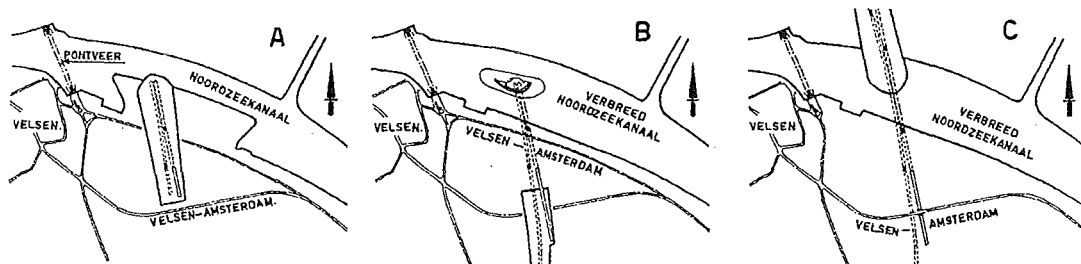 A
PONTVEER
NOORDZEEKANAAL
VELSEN.
VELSEN-AMSTERDAM.
B
VERBREED
NOORDZEEKANAAL
VELSEN
VELSEN - AMSTERDAM
C
VERBREED
NOORDZEEKANAAL
VELSEN
VELSEN - AMSTERDAM